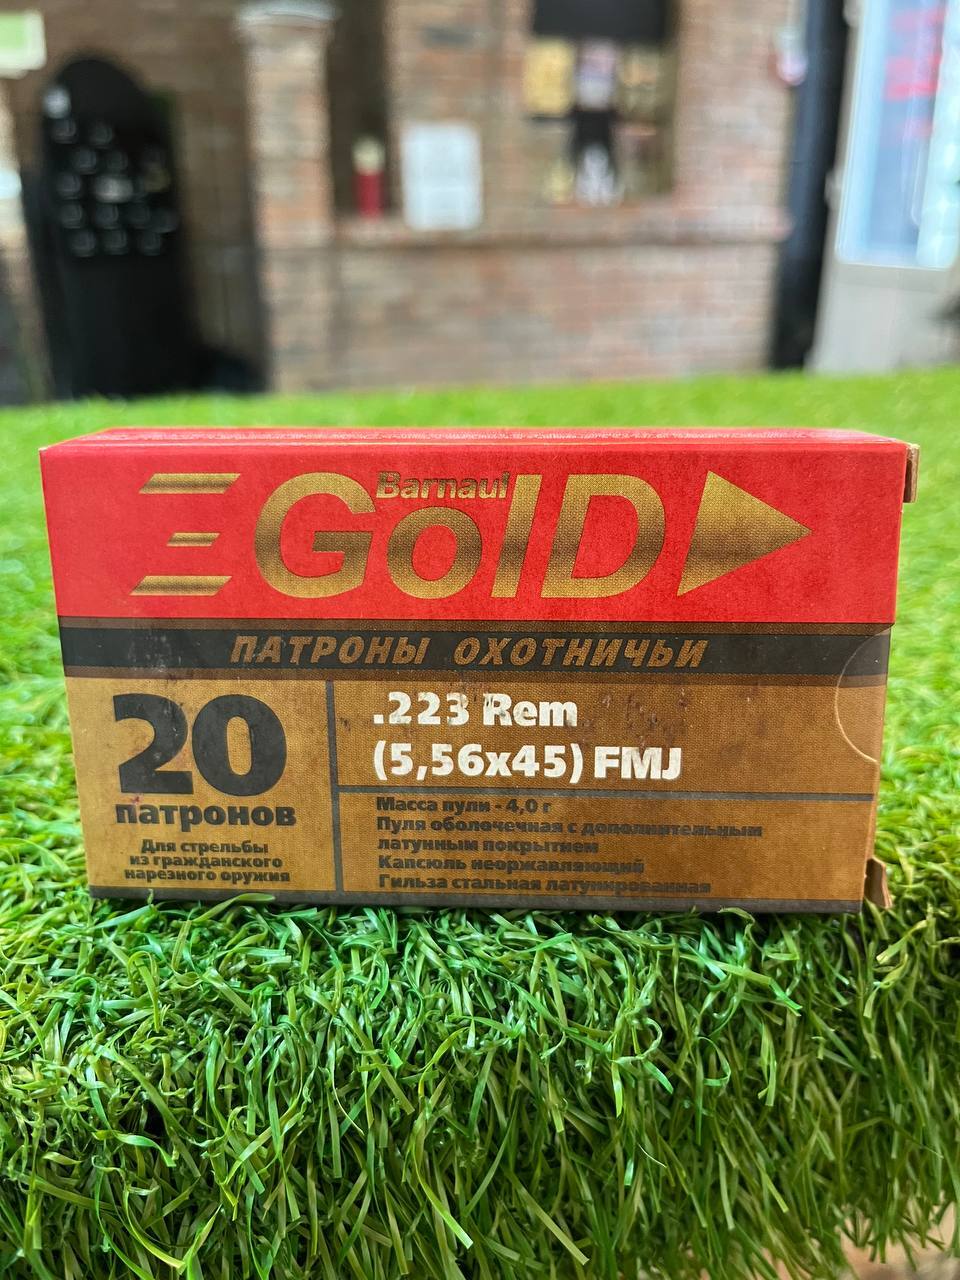 Barnaul
GolD
ПАТРОНЫ ОХОТНИЧЬИ
20
патронов
Для стрельбы
из гражданского
нарезного оружия
.223 Rem
(5,56x45) FMJ
Масса пули - 4,0 г
Пуля оболочечная с дополнительным
латунным покрытием
Капсюль неоржавляющий
Гильза стальная латунированная